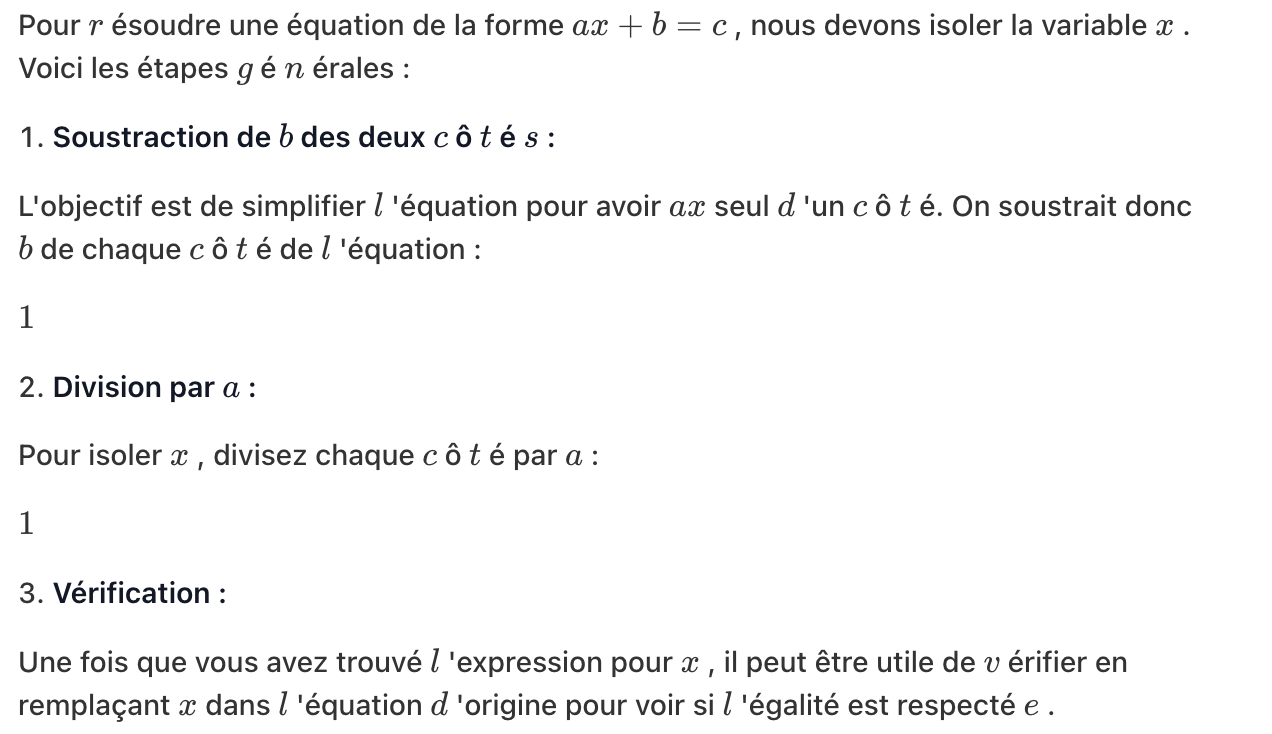 Pour r ésoudre une équation de la forme ax + b = c , nous devons isoler la variable x .
Voici les étapes g é n érales :
1. Soustraction de b des deux c ô t é s :
L'objectif est de simplifier l 'équation pour avoir ax seul d 'un c ô t é. On soustrait donc
b de chaque c ô t é de l 'équation :
1
2. Division par a :
Pour isoler x , divisez chaque c ô t é par a :
1
3. Vérification :
Une fois que vous avez trouvé l 'expression pour x , il peut être utile de v érifier en
remplaçant x dans l 'équation d 'origine pour voir si l 'égalité est respecté e .